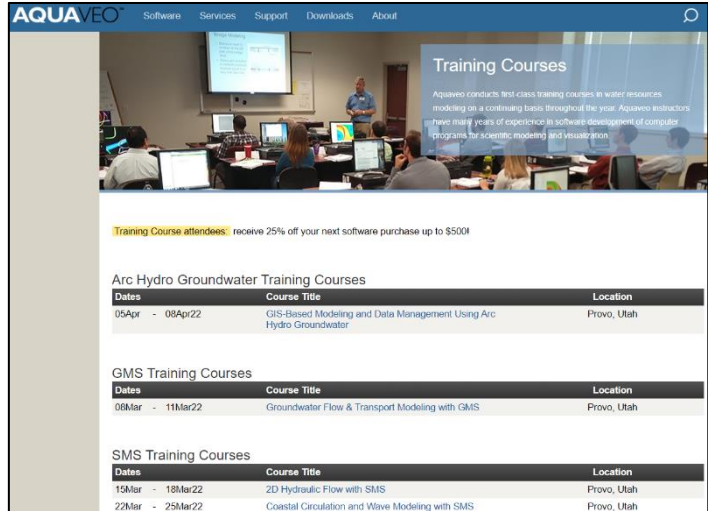 AQUAVEO™ Software Services Support Downloads About
Training Courses
Aquaveo conducts first-class training courses in water resources
modeling on a continuing basis throughout the year. Aquaveo instructors
have many years of experience in software development of computer
programs for scientific modeling and visualization.
Training Course attendees: receive 25% off your next software purchase up to $500!
Arc Hydro Groundwater Training Courses
Dates Course Title Location
05Apr - 08Apr22 GIS-Based Modeling and Data Management Using Arc Provo, Utah
Hydro Groundwater
GMS Training Courses
Dates Course Title Location
08Mar - 11Mar22 Groundwater Flow & Transport Modeling with GMS Provo, Utah
SMS Training Courses
Dates Course Title Location
15Mar - 18Mar22 2D Hydraulic Flow with SMS Provo, Utah
22Mar - 25Mar22 Coastal Circulation and Wave Modeling with SMS Provo, Utah